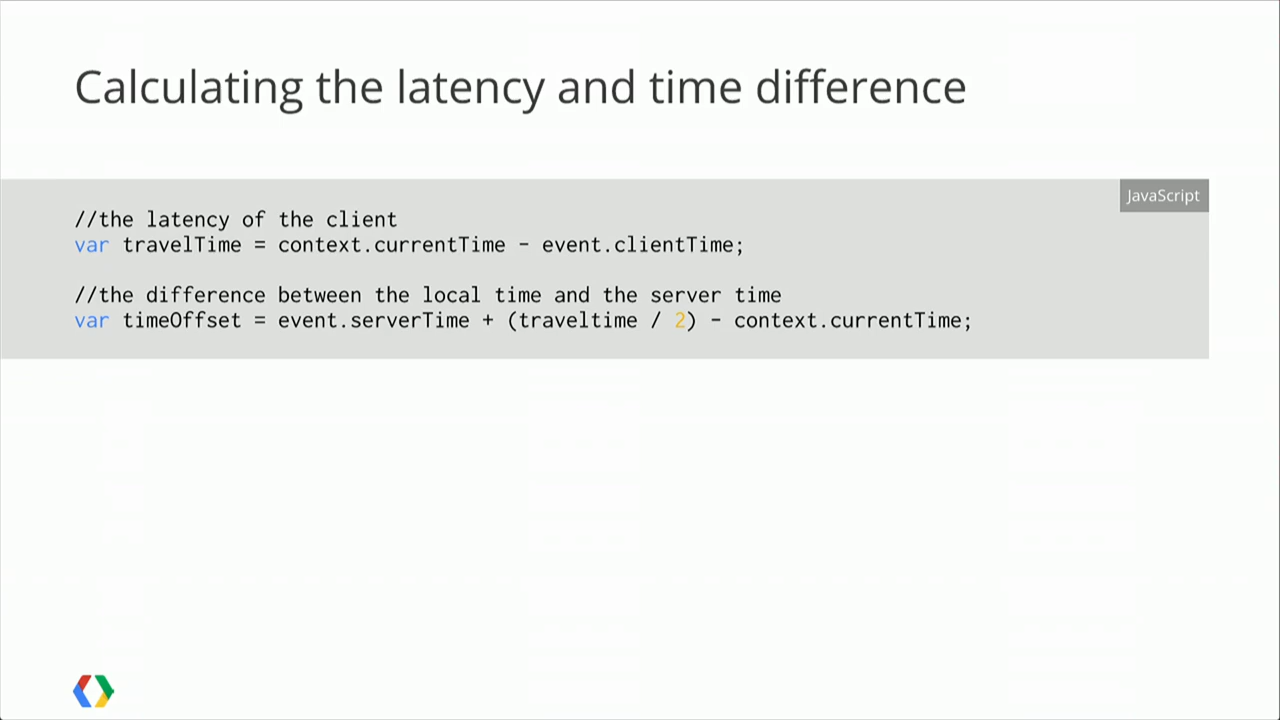 Calculating the latency and time difference
JavaScript
//the latency of the client
var travelTime = context.currentTime - event.clientTime;
//the difference between the local time and the server time
var timeOffset = event.serverTime + (traveltime / 2) - context.currentTime;